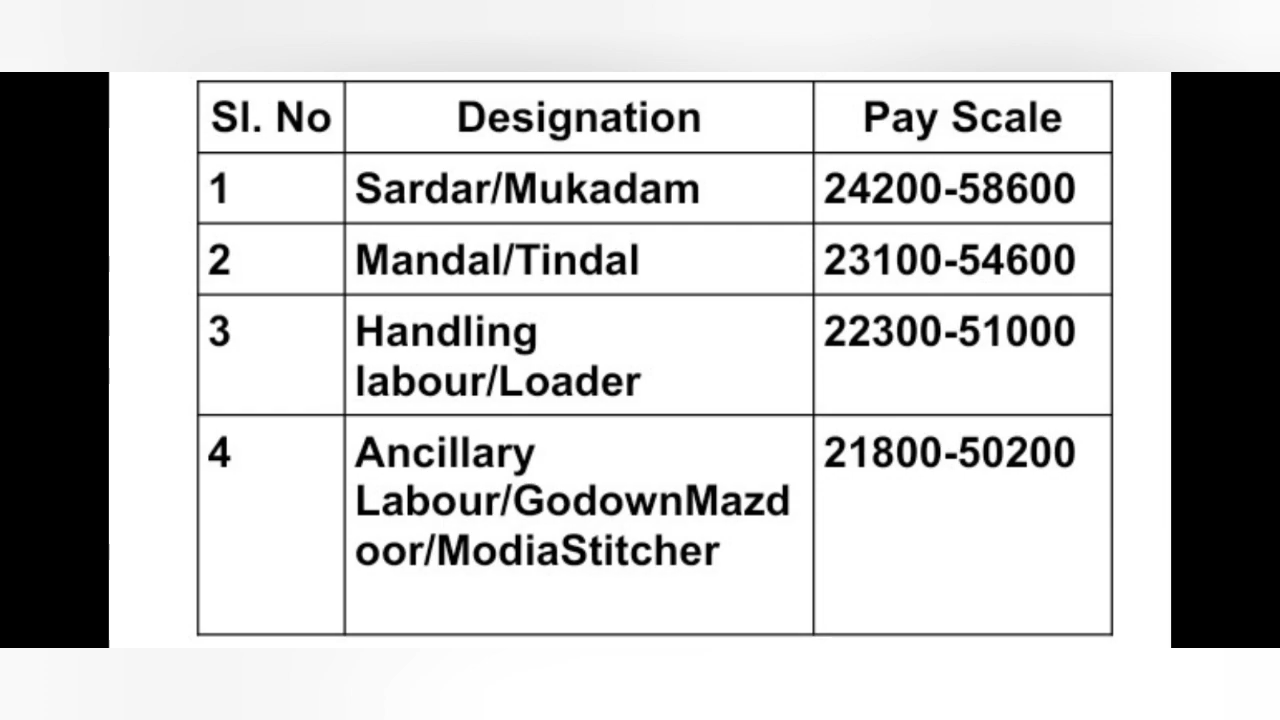 Sl. No Designation Pay Scale
1 Sardar/Mukadam 24200-58600
2 Mandal/Tindal 23100-54600
3 Handling 22300-51000
labour/Loader
4 Ancillary 21800-50200
Labour/GodownMazd
oor/ModiaStitcher